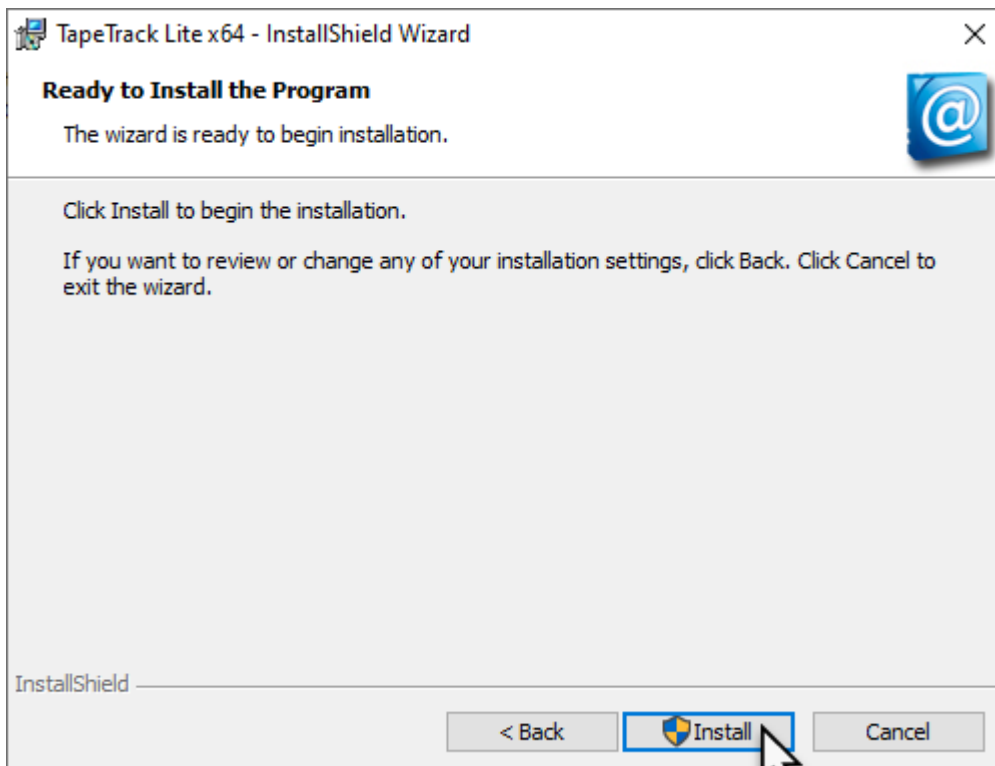 TapeTrack Lite x64 - InstallShield Wizard
Ready to Install the Program
The wizard is ready to begin installation.
Click Install to begin the installation.
If you want to review or change any of your installation settings, click Back. Click Cancel to
exit the wizard.
InstallShield
< Back
Install
Cancel